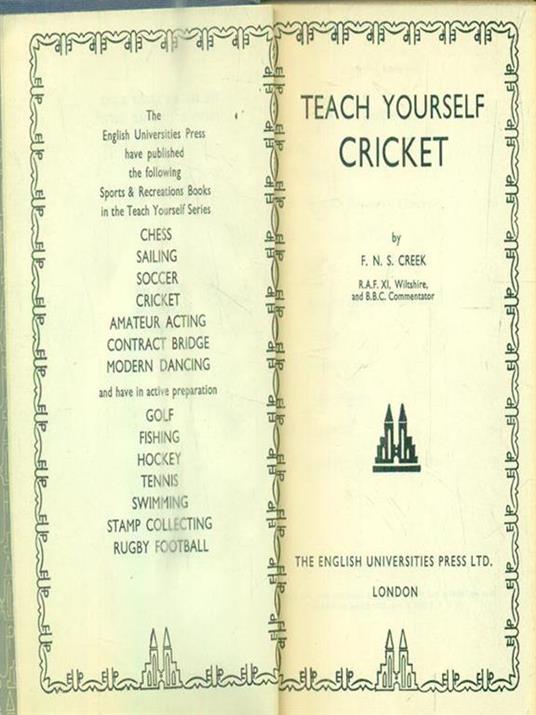 The
English Universities Press
have published
the following
Sports & Recreations Books
in the Teach Yourself Series
CHESS
SAILING
SOCCER
CRICKET
AMATEUR ACTING
CONTRACT BRIDGE
MODERN DANCING
and have in active preparation
GOLF
FISHING
HOCKEY
TENNIS
SWIMMING
STAMP COLLECTING
RUGBY FOOTBALL
TEACH YOURSELF
CRICKET
by
F. N. S. CREEK
R.A.F. XI, Wiltshire,
and B.B.C. Commentator
THE ENGLISH UNIVERSITIES PRESS LTD.
LONDON